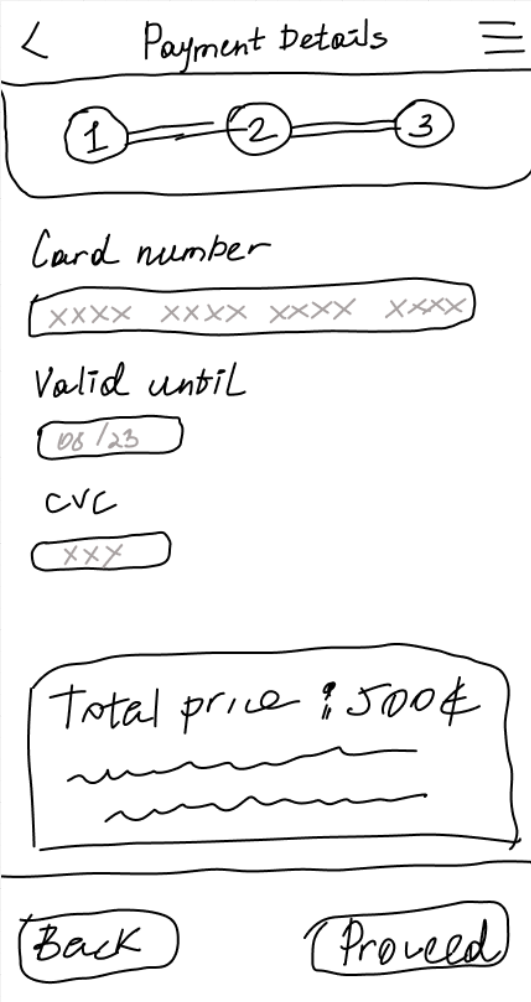 < Payment Details
1 2 3
Card number
XXXX XXXX XXXX XXXX
Valid until
08/23
CVC
XXX
Total price : 500€
Back Proceed